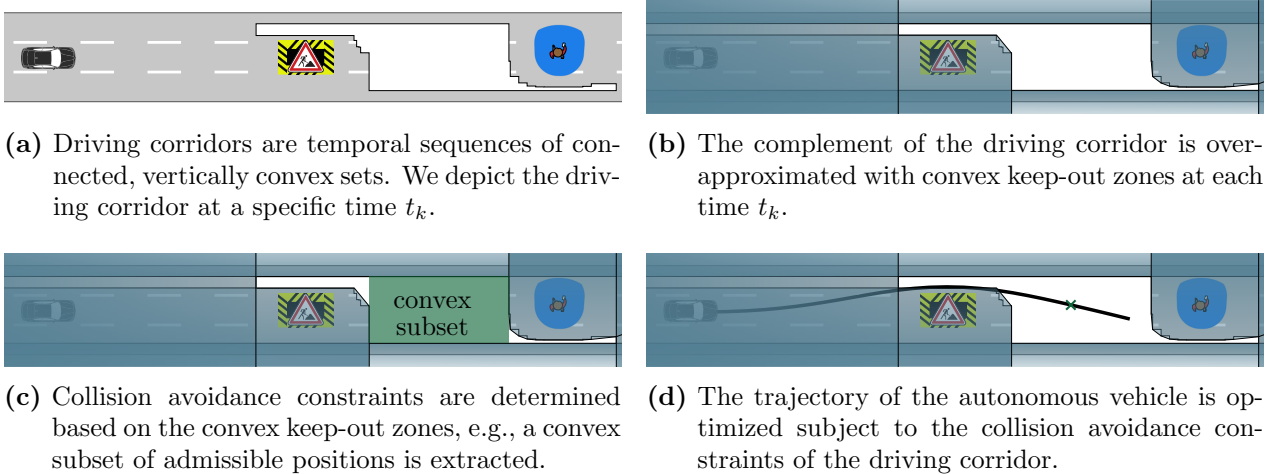 (a) Driving corridors are temporal sequences of con-
nected, vertically convex sets. We depict the driv-
ing corridor at a specific time t_k.
(b) The complement of the driving corridor is over-
approximated with convex keep-out zones at each
time t_k.
convex
subset
(c) Collision avoidance constraints are determined
based on the convex keep-out zones, e.g., a convex
subset of admissible positions is extracted.
(d) The trajectory of the autonomous vehicle is op-
timized subject to the collision avoidance con-
straints of the driving corridor.